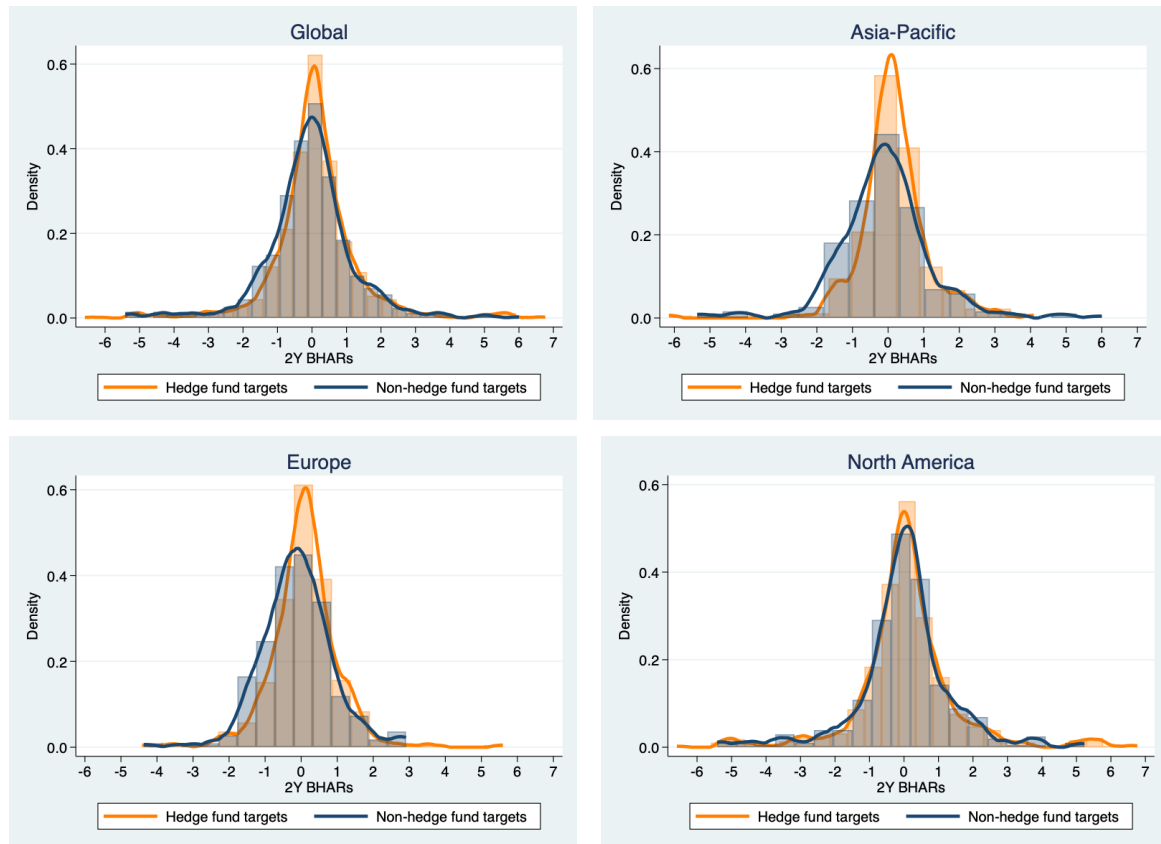 Global
Density
0.6
0.4
0.2
0.0
-6 -5 -4 -3 -2 -1 0 1 2 3 4 5 6 7
2Y BHARs
Hedge fund targets Non-hedge fund targets
Asia-Pacific
Density
0.6
0.4
0.2
0.0
-6 -5 -4 -3 -2 -1 0 1 2 3 4 5 6 7
2Y BHARs
Hedge fund targets Non-hedge fund targets
Europe
Density
0.6
0.4
0.2
0.0
-6 -5 -4 -3 -2 -1 0 1 2 3 4 5 6 7
2Y BHARs
Hedge fund targets Non-hedge fund targets
North America
Density
0.6
0.4
0.2
0.0
-6 -5 -4 -3 -2 -1 0 1 2 3 4 5 6 7
2Y BHARs
Hedge fund targets Non-hedge fund targets